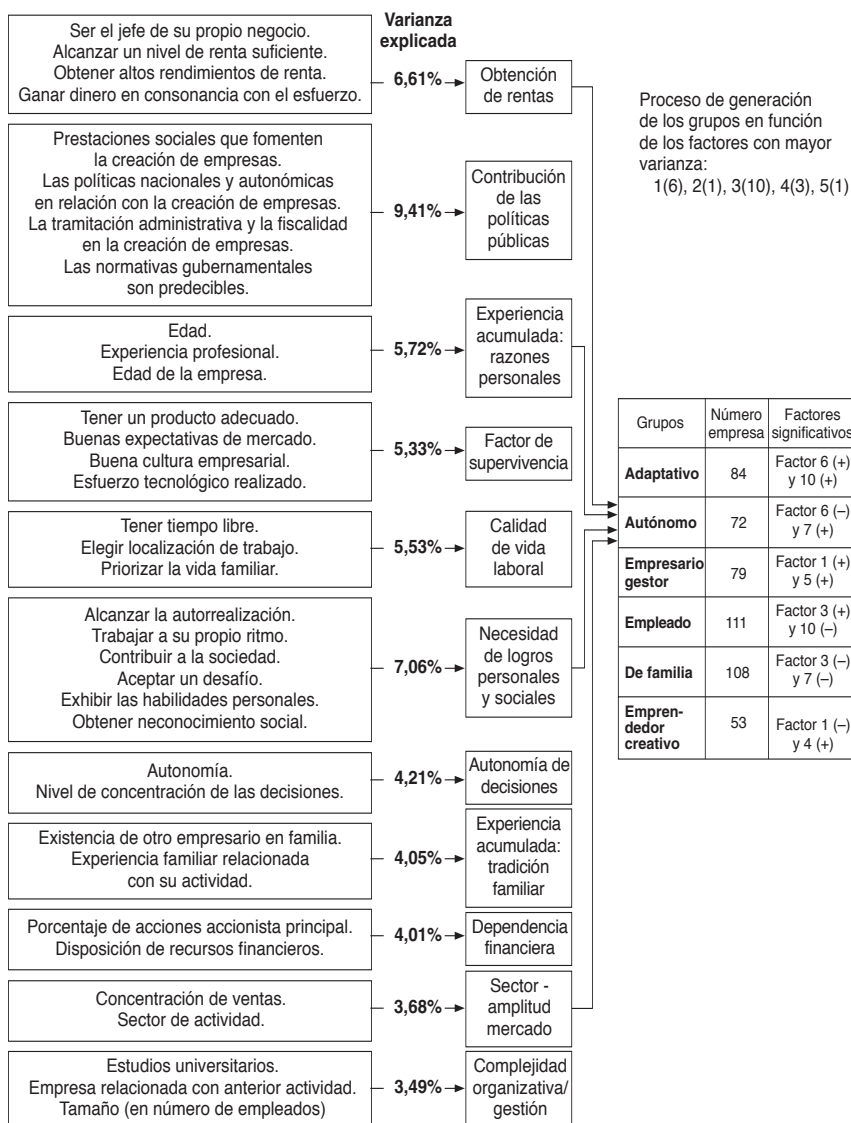 Ser el jefe de su propio negocio.
Alcanzar un nivel de renta suficiente.
Obtener altos rendimientos de renta.
Ganar dinero en consonancia con el esfuerzo.
Varianza
explicada
6,61%
Obtención
de rentas
Proceso de generación
de los grupos en función
de los factores con mayor
varianza:
1(6), 2(1), 3(10), 4(3), 5(1)
Prestaciones sociales que fomenten
la creación de empresas.
Las políticas nacionales y autonómicas
en relación con la creación de empresas.
La tramitación administrativa y la fiscalidad
en la creación de empresas.
Las normativas gubernamentales
son predecibles.
9,41%
Contribución
de las
políticas
públicas
Edad.
Experiencia profesional.
Edad de la empresa.
5,72%
Experiencia
acumulada:
razones
personales
Tener un producto adecuado.
Buenas expectativas de mercado.
Buena cultura empresarial.
Esfuerzo tecnológico realizado.
5,33%
Factor de
supervivencia
Tener tiempo libre.
Elegir localización de trabajo.
Priorizar la vida familiar.
5,53%
Calidad
de vida
laboral
Alcanzar la autorrealización.
Trabajar a su propio ritmo.
Contribuir a la sociedad.
Aceptar un desafío.
Exhibir las habilidades personales.
Obtener neconocimiento social.
7,06%
Necesidad
de logros
personales
y sociales
Autonomía.
Nivel de concentración de las decisiones.
4,21%
Autonomía de
decisiones
Existencia de otro empresario en familia.
Experiencia familiar relacionada
con su actividad.
4,05%
Experiencia
acumulada:
tradición
familiar
Porcentaje de acciones accionista principal.
Disposición de recursos financieros.
4,01%
Dependencia
financiera
Concentración de ventas.
Sector de actividad.
3,68%
Sector -
amplitud
mercado
Estudios universitarios.
Empresa relacionada con anterior actividad.
Tamaño (en número de empleados)
3,49%
Complejidad
organizativa/
gestión
Grupos
Número
empresa
Factores
significativos
Adaptativo
84
Factor 6 (+)
y 10 (+)
Autónomo
72
Factor 6 (–)
y 7 (+)
Empresario
gestor
79
Factor 1 (+)
y 5 (+)
Empleado
111
Factor 3 (+)
y 10 (–)
De familia
108
Factor 3 (–)
y 7 (–)
Empren-
dedor
creativo
53
Factor 1 (–)
y 4 (+)